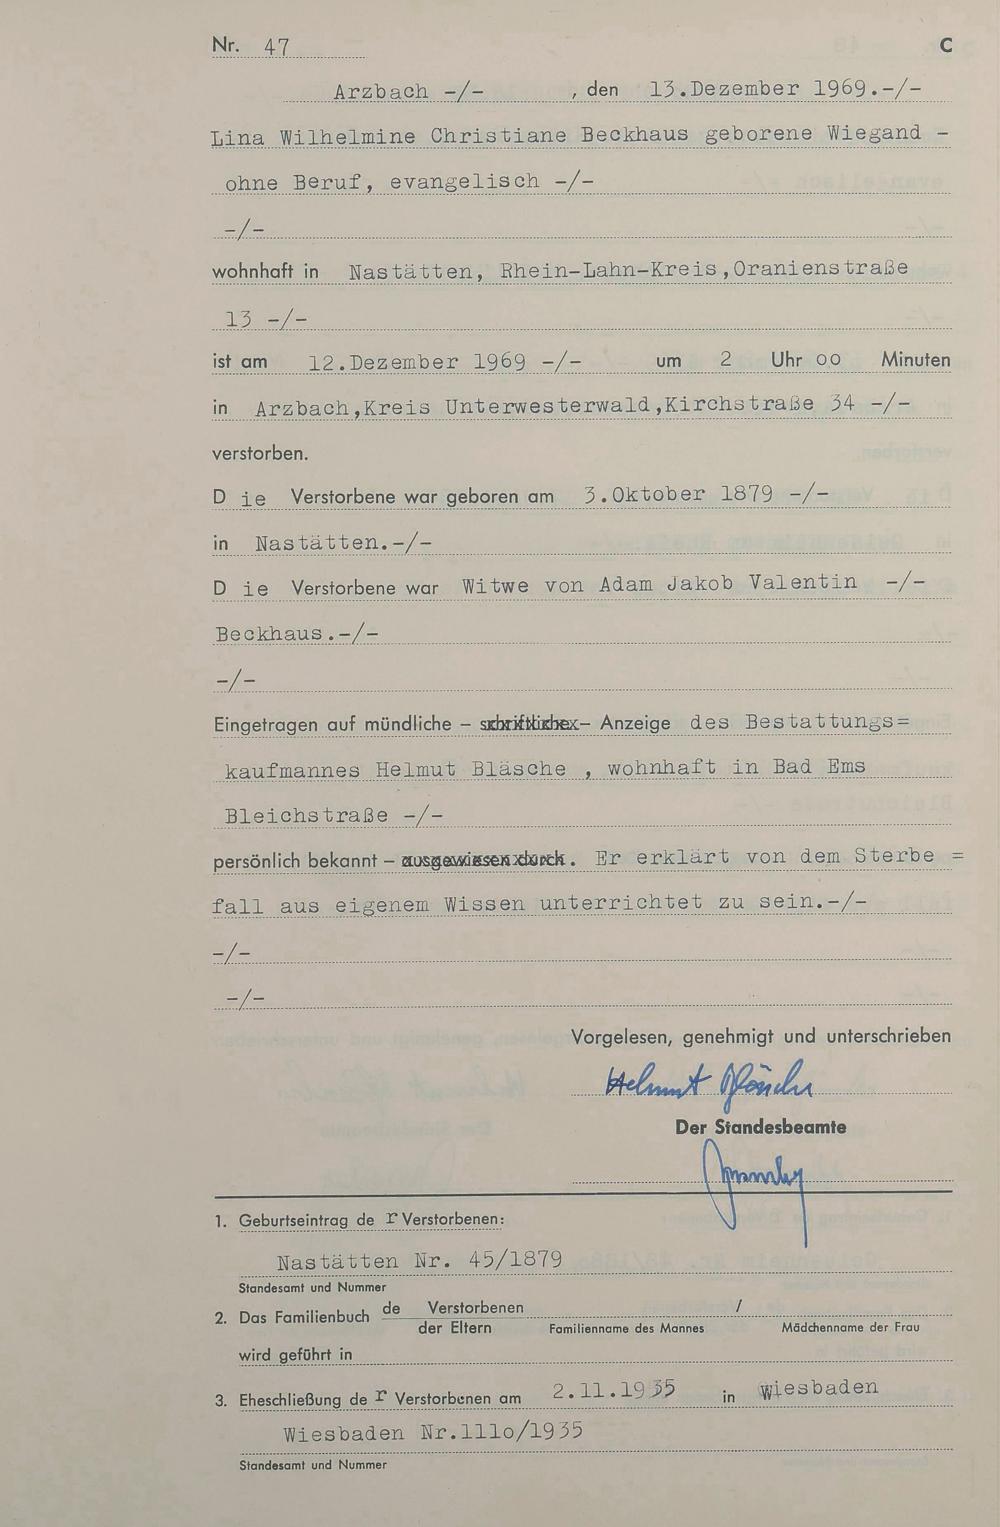 Nr. 47 C
Arzbach -/- , den 13.Dezember 1969.-/-
Lina Wilhelmine Christiane Beckhaus geborene Wiegand -
ohne Beruf, evangelisch -/-
-/-
wohnhaft in Nastätten, Rhein-Lahn-Kreis,Oranienstraße
13 -/-
ist am 12.Dezember 1969 -/- um 2 Uhr oo Minuten
in Arzbach,Kreis Unterwesterwald,Kirchstraße 34 -/-
verstorben.
D ie Verstorbene war geboren am 3.Oktober 1879 -/-
in Nastätten.-/-
D ie Verstorbene war Witwe von Adam Jakob Valentin -/-
Beckhaus.-/-
-/-
Eingetragen auf mündliche – schriftliche – Anzeige des Bestattungs=
kaufmannes Helmut Bläsche , wohnhaft in Bad Ems
Bleichstraße -/-
persönlich bekannt – ausgewiesen durch. Er erklärt von dem Sterbe =
fall aus eigenem Wissen unterrichtet zu sein.-/-
-/-
-/-
Vorgelesen, genehmigt und unterschrieben
Helmut Bläsche
Der Standesbeamte
1. Geburtseintrag de r Verstorbenen:
Nastätten Nr. 45/1879
Standesamt und Nummer
2. Das Familienbuch de Verstorbenen /
der Eltern Familienname des Mannes Mädchenname der Frau
wird geführt in
3. Eheschließung de r Verstorbenen am 2.11.1935 in Wiesbaden
Wiesbaden Nr.111o/1935
Standesamt und Nummer